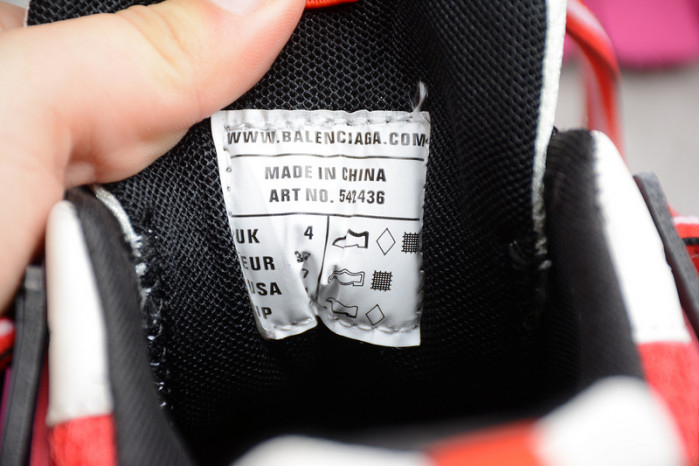 WWW.BALENCIAGA.COM
MADE IN CHINA
ART NO. 542436
UK 4
EUR
USA